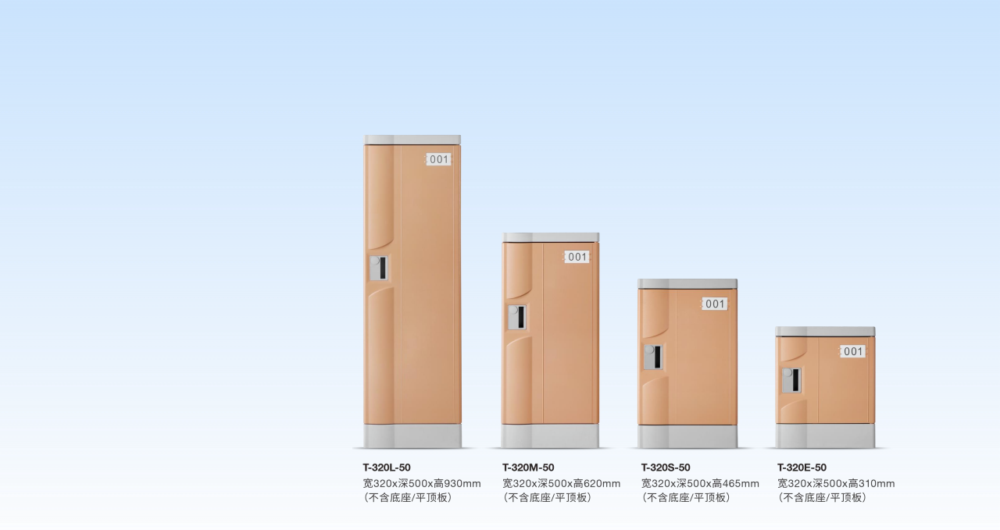 001
001
001
001
T-320L-50
宽320x深500x高930mm
（不含底座/平顶板）
T-320M-50
宽320x深500x高620mm
（不含底座/平顶板）
T-320S-50
宽320x深500x高465mm
（不含底座/平顶板）
T-320E-50
宽320x深500x高310mm
（不含底座/平顶板）